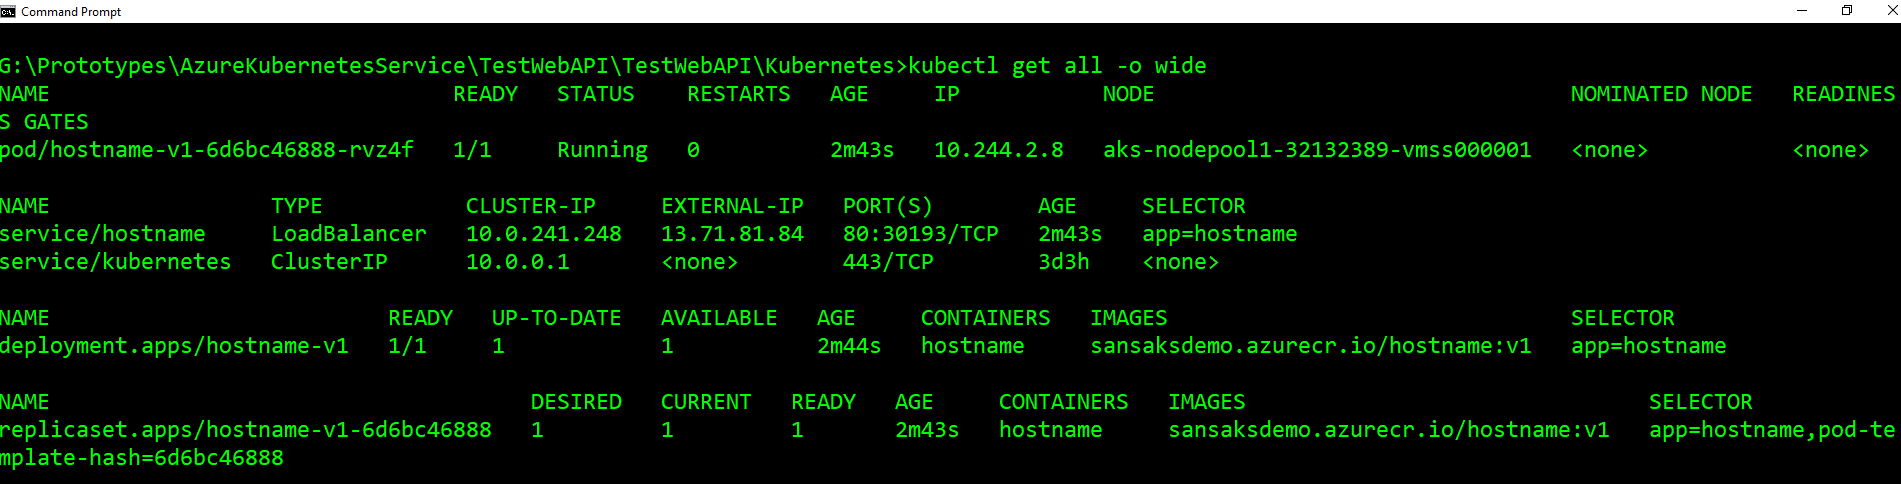 Command Prompt
G:\Prototypes\AzureKubernetesService\TestWebAPI\TestWebAPI\Kubernetes>kubectl get all -o wide
NAME READY STATUS RESTARTS AGE IP NODE NOMINATED NODE READINES
S GATES
pod/hostname-v1-6d6bc46888-rvz4f 1/1 Running 0 2m43s 10.244.2.8 aks-nodepool1-32132389-vmss000001 <none> <none>
NAME TYPE CLUSTER-IP EXTERNAL-IP PORT(S) AGE SELECTOR
service/hostname LoadBalancer 10.0.241.248 13.71.81.84 80:30193/TCP 2m43s app=hostname
service/kubernetes ClusterIP 10.0.0.1 <none> 443/TCP 3d3h <none>
NAME READY UP-TO-DATE AVAILABLE AGE CONTAINERS IMAGES SELECTOR
deployment.apps/hostname-v1 1/1 1 1 2m44s hostname sansaksdemo.azurecr.io/hostname:v1 app=hostname
NAME DESIRED CURRENT READY AGE CONTAINERS IMAGES SELECTOR
replicaset.apps/hostname-v1-6d6bc46888 1 1 1 2m43s hostname sansaksdemo.azurecr.io/hostname:v1 app=hostname,pod-te
mplate-hash=6d6bc46888